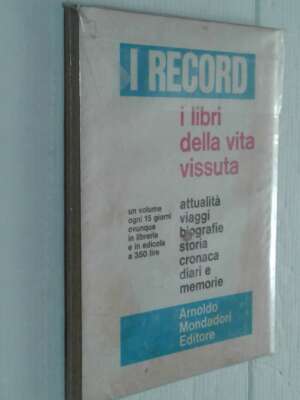 I RECORD
i libri
della vita
vissuta
un volume
ogni 15 giorni
ovunque
in libreria
e in edicola
a 350 lire
attualità
viaggi
biografie
storia
cronaca
diari e
memorie
Arnoldo
Mondadori
Editore